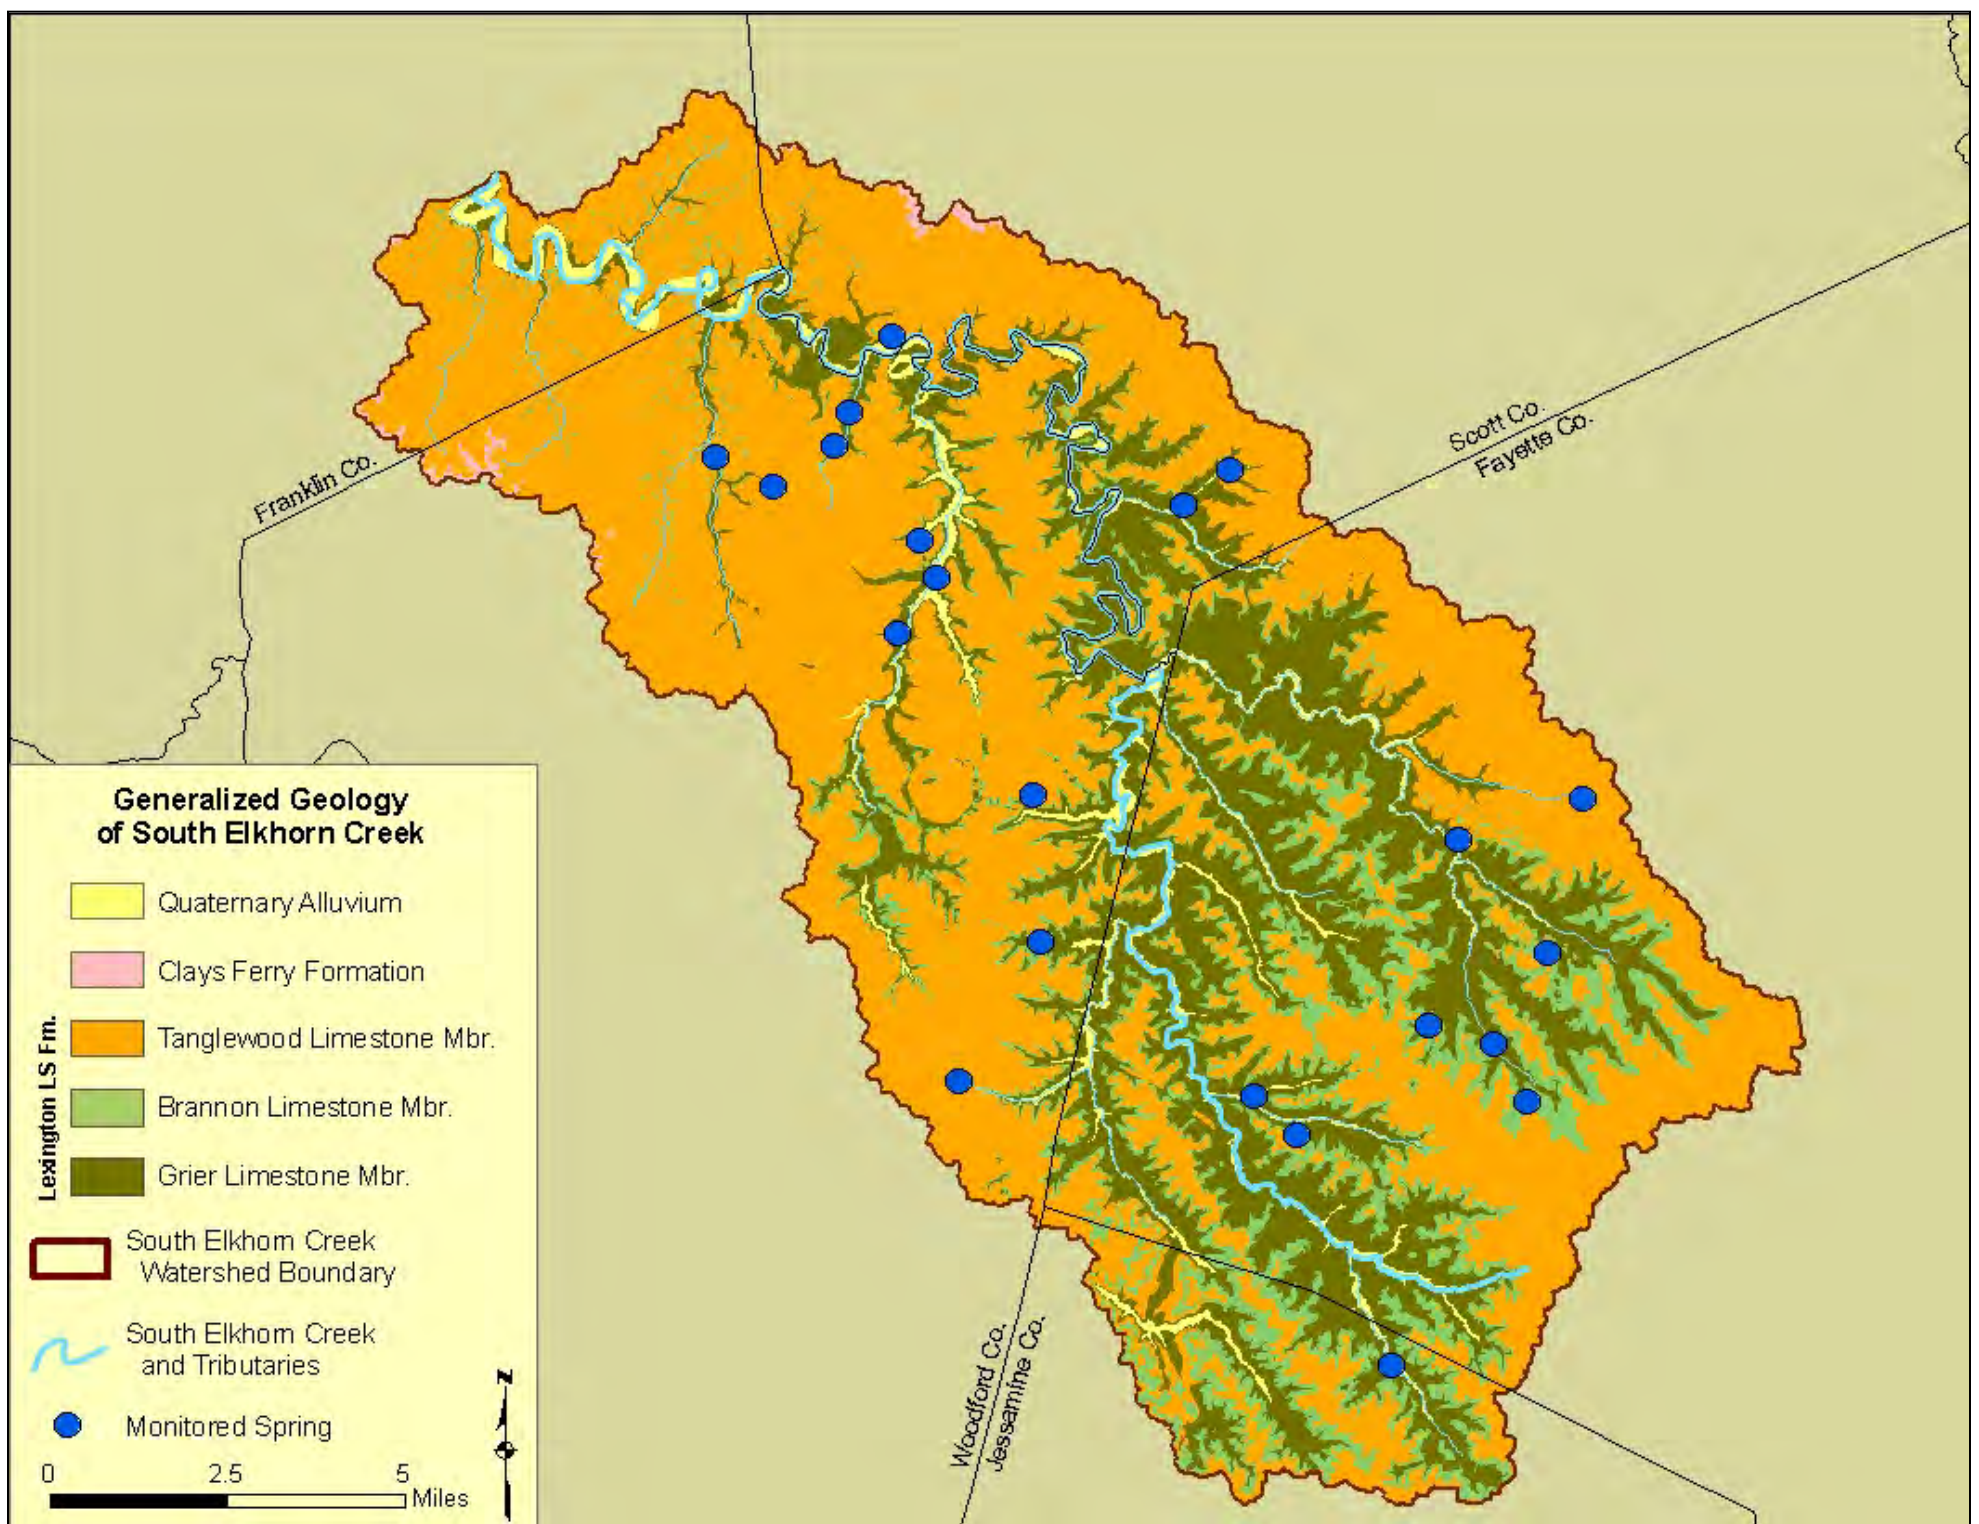 Franklin Co.
Scott Co.
Fayette Co.
Woodford Co.
Jessamine Co.
Generalized Geology
of South Elkhorn Creek
Quaternary Alluvium
Clays Ferry Formation
Lexington LS Fm.
Tanglewood Limestone Mbr.
Brannon Limestone Mbr.
Grier Limestone Mbr.
South Elkhorn Creek
Watershed Boundary
South Elkhorn Creek
and Tributaries
Monitored Spring
N
0 2.5 5
Miles